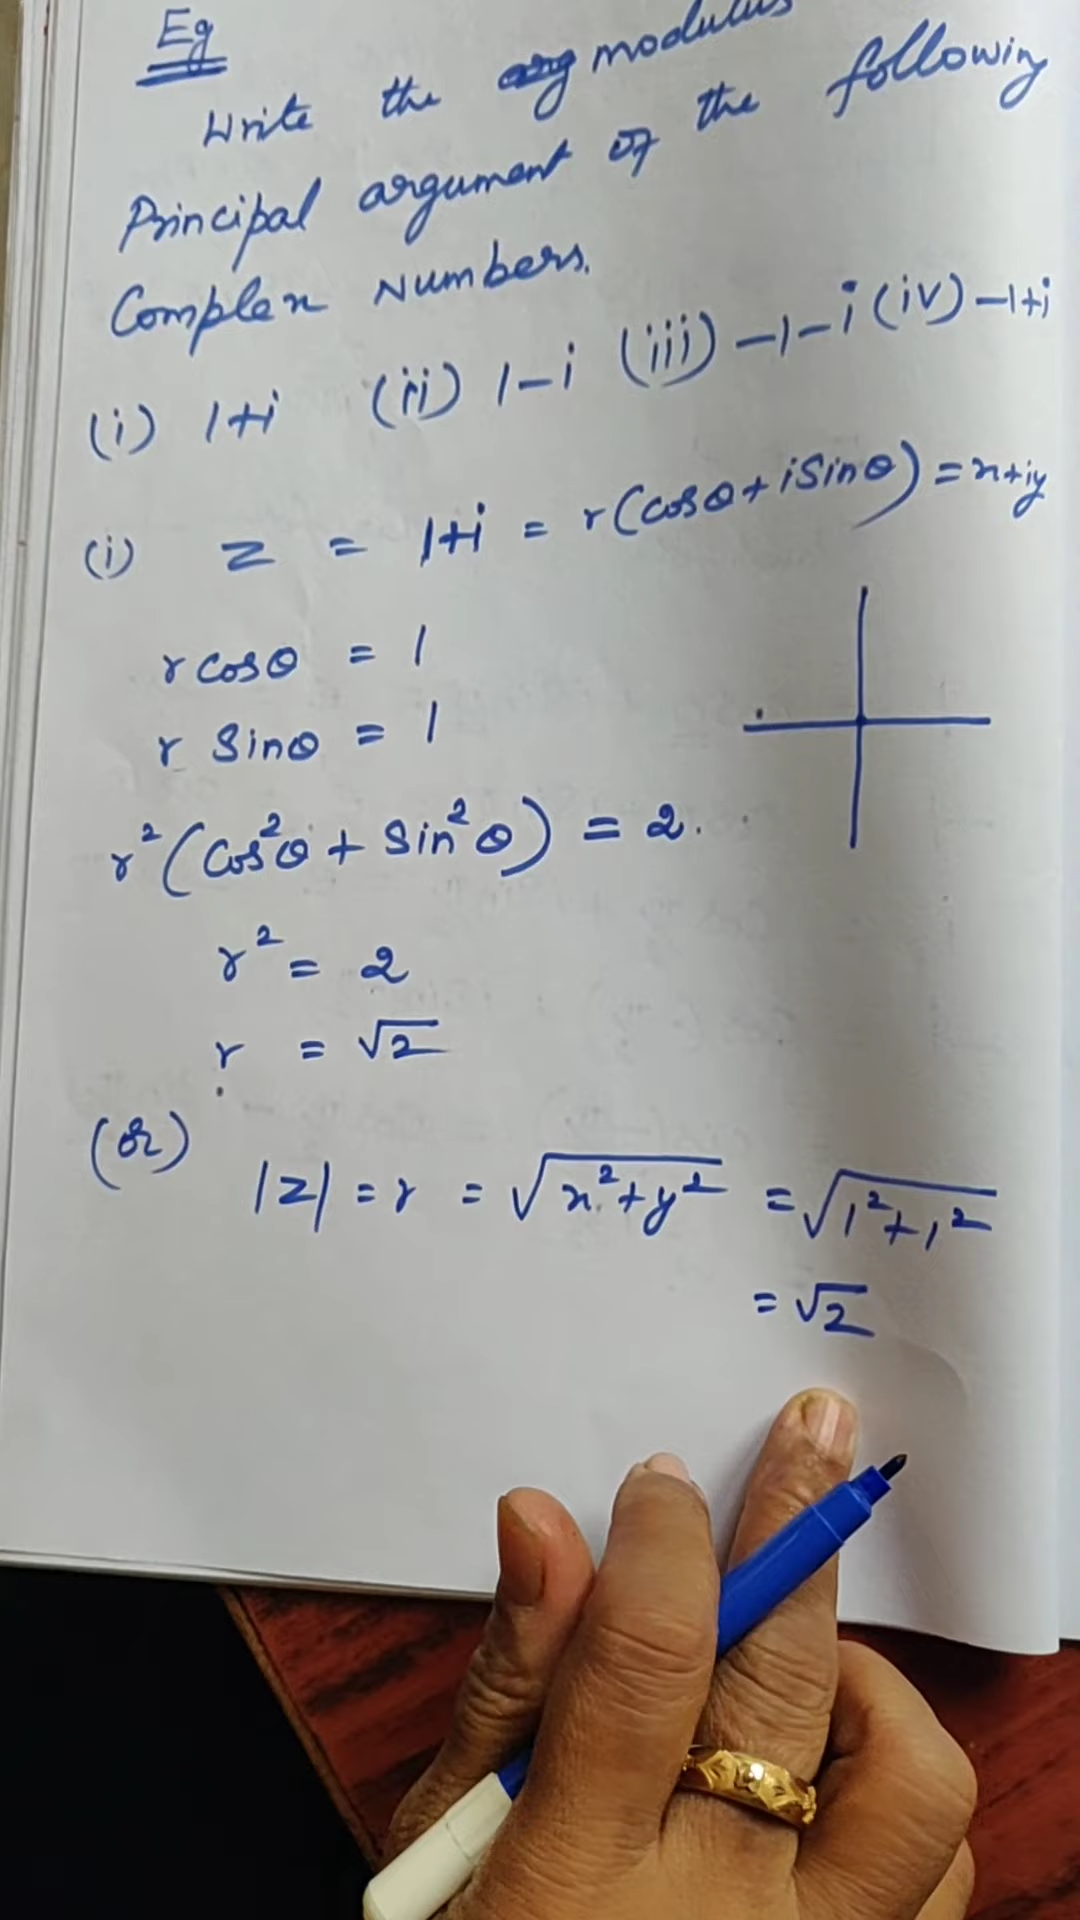 Eg
Write the arg modulus
Principal argument of the following
Complex Numbers.
(i) 1+i (ii) 1-i (iii) -1-i (iv) -1+i
(i) z = 1+i = r(cosθ+iSinθ) = x+iy
r cosθ = 1
r Sinθ = 1
r²(Cos²θ + Sin²θ) = 2.
r² = 2
r = √2
(or)
|z| = r = √x²+y² = √1²+1²
= √2